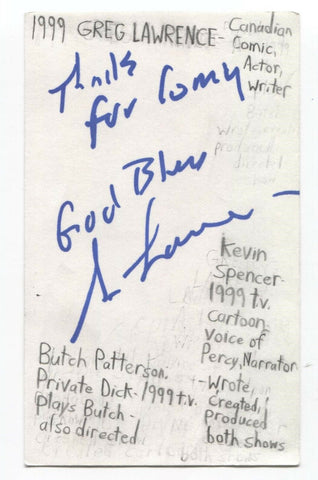 1999 GREG LAWRENCE-
Canadian
Comic,
Actor,
Writer
Thnks
for Comy
God Bless
Kevin
Spencer-
1999 t.v.
Cartoon,
Voice of
Percy, Narrator
-Wrote,
Created,
produced
both shows
Butch Patterson.
Private Dick-1999 t.v.
Plays Butch-
also directed